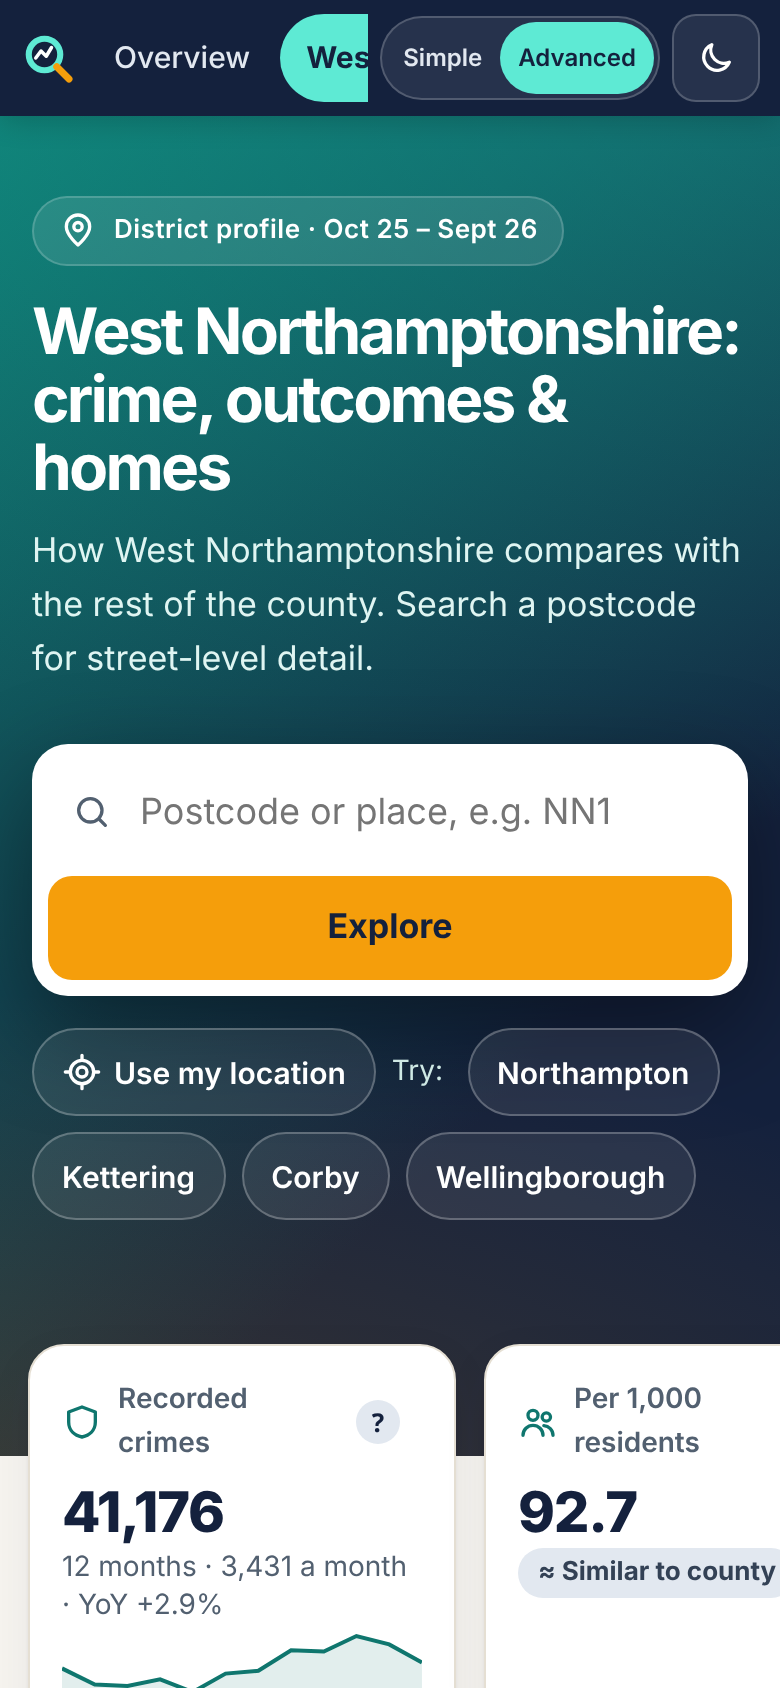 Overview
Wes
Simple
Advanced
District profile · Oct 25 – Sept 26
West Northamptonshire:
crime, outcomes &
homes
How West Northamptonshire compares with
the rest of the county. Search a postcode
for street-level detail.
Postcode or place, e.g. NN1
Explore
Use my location
Try:
Northampton
Kettering
Corby
Wellingborough
Recorded
crimes
?
41,176
12 months · 3,431 a month
· YoY +2.9%
Per 1,000
residents
92.7
≈ Similar to county